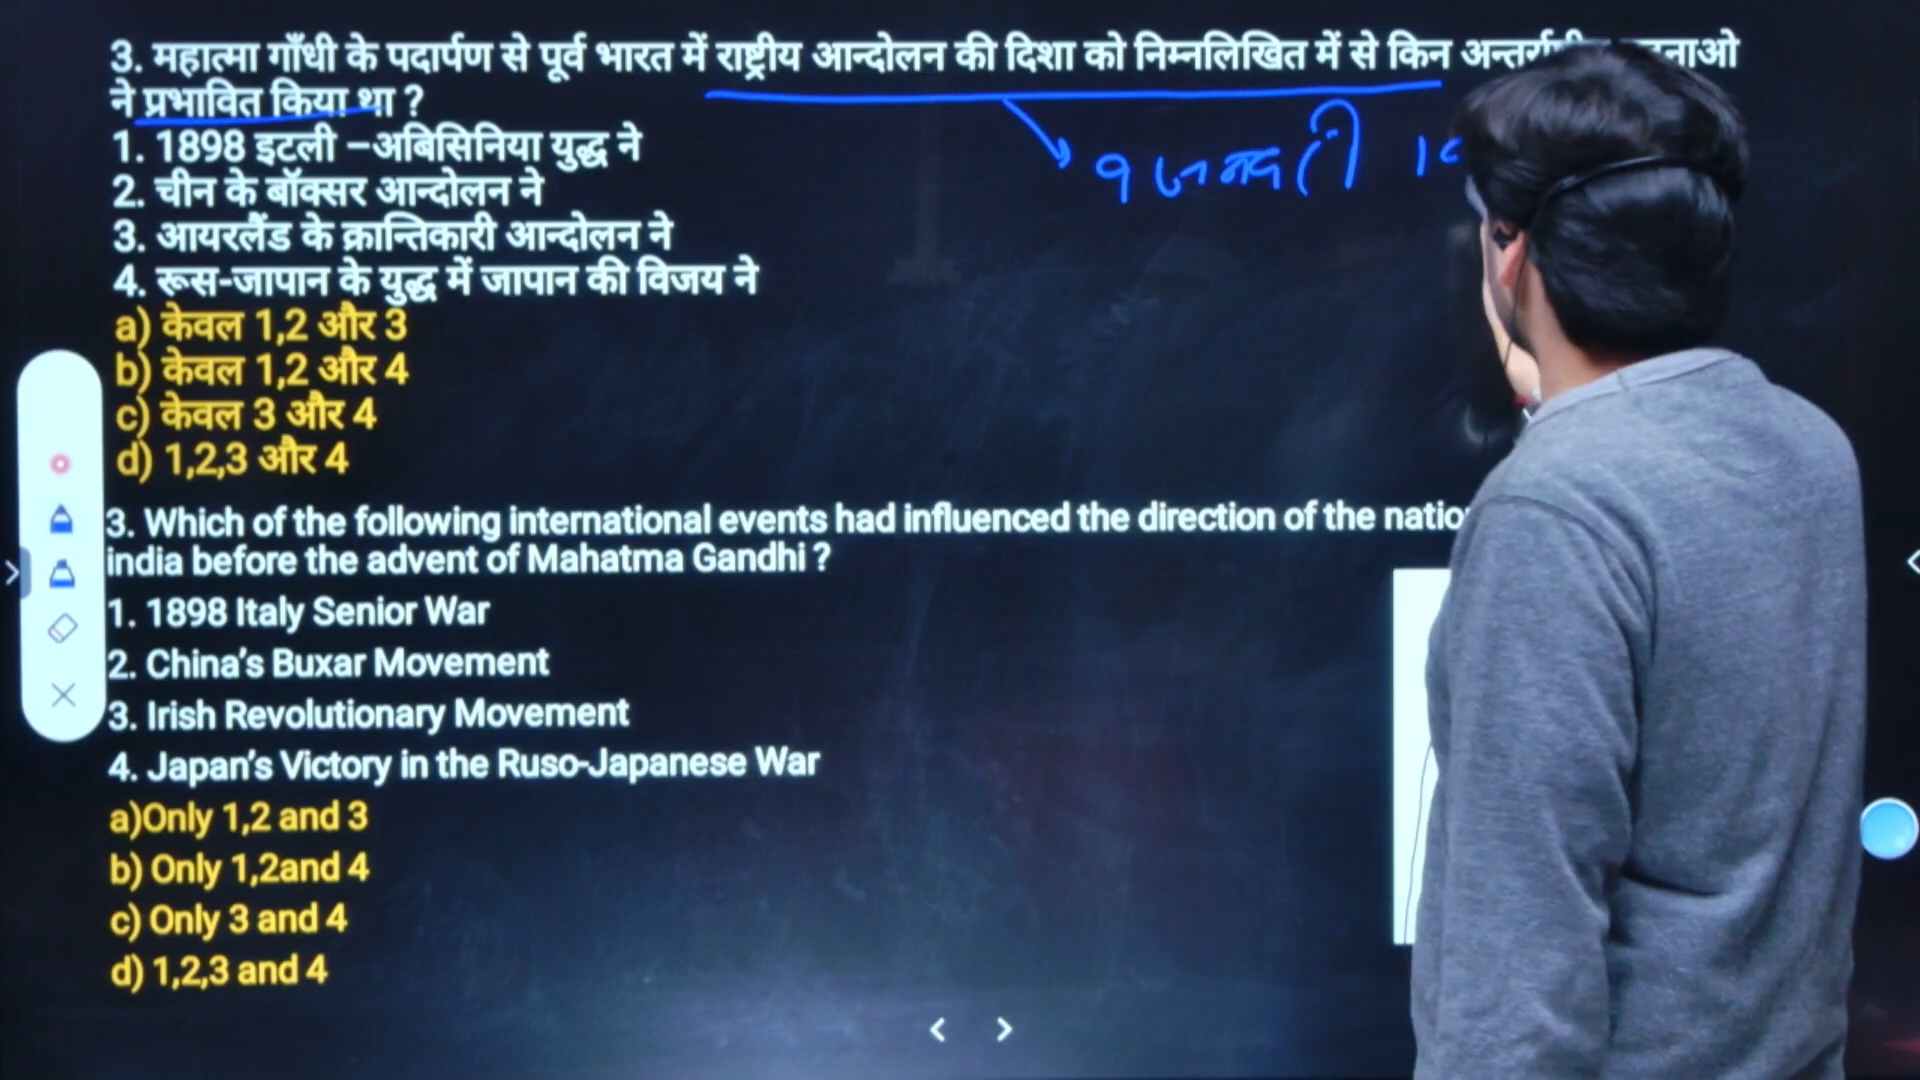 3. महात्मा गाँधी के पदार्पण से पूर्व भारत में राष्ट्रीय आन्दोलन की दिशा को निम्नलिखित में से किन
ने प्रभावित किया था ?
1. 1898 इटली –अबिसिनिया युद्ध ने
2. चीन के बॉक्सर आन्दोलन ने
3. आयरलैंड के क्रान्तिकारी आन्दोलन ने
4. रूस-जापान के युद्ध में जापान की विजय ने
a) केवल 1,2 और 3
b) केवल 1,2 और 4
c) केवल 3 और 4
d) 1,2,3 और 4
3. Which of the following international events had influenced the direction of the
india before the advent of Mahatma Gandhi ?
1. 1898 Italy Senior War
2. China's Buxar Movement
3. Irish Revolutionary Movement
4. Japan's Victory in the Ruso-Japanese War
a)Only 1,2 and 3
b) Only 1,2and 4
c) Only 3 and 4
d) 1,2,3 and 4